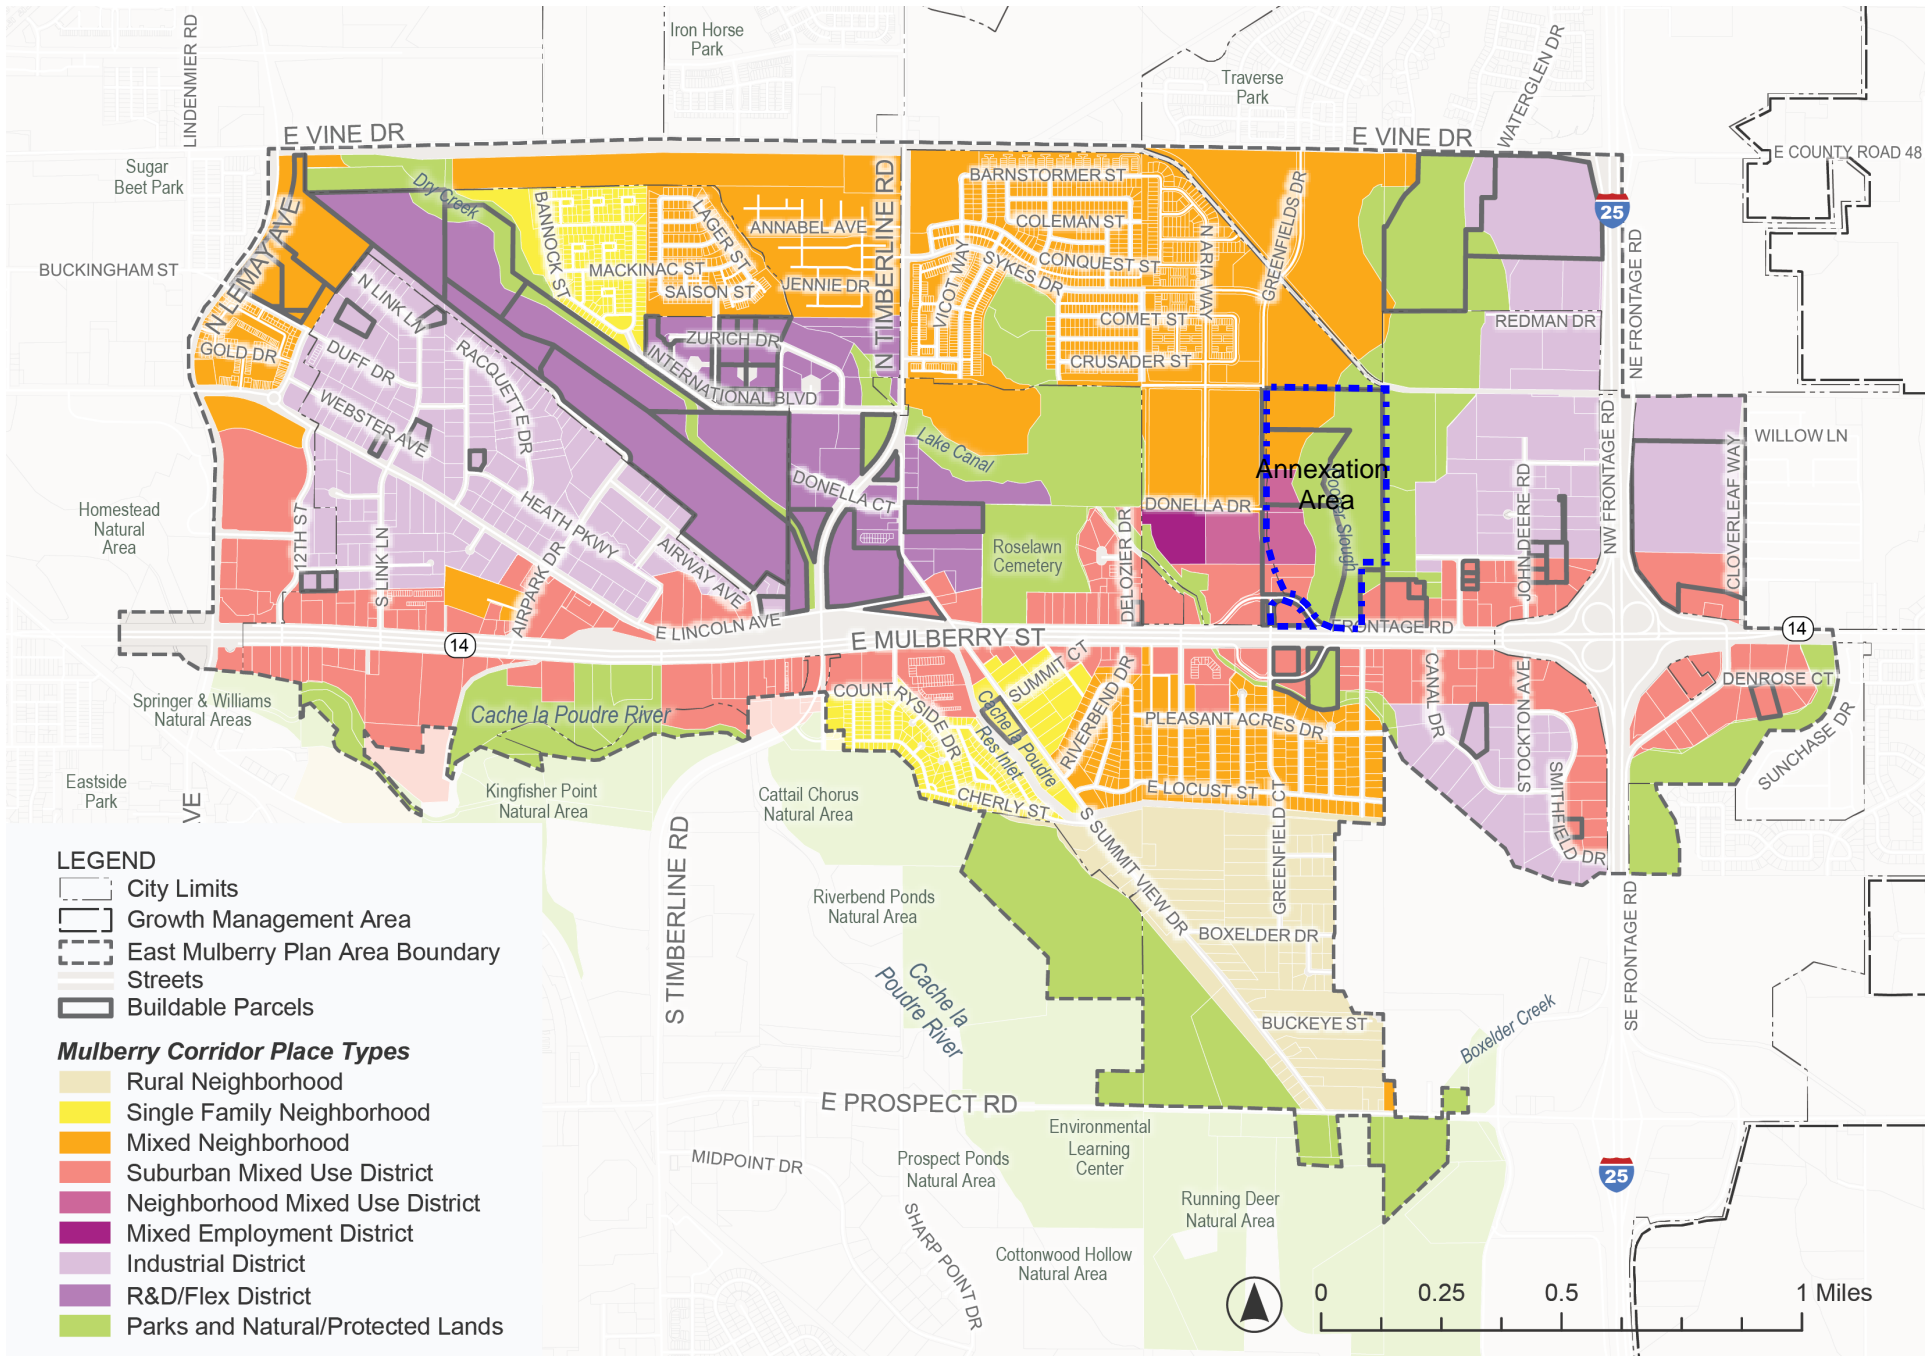 LINDENMIER RD
Iron Horse
Park
Traverse
Park
WATERGLEN DR
E VINE DR
E VINE DR
E COUNTY ROAD 48
Sugar
Beet Park
Dry Creek
BANNOCK ST
LAGER ST
ANNABEL AVE
N TIMBERLINE RD
BARNSTORMER ST
COLEMAN ST
N ARIA WAY
GREENFIELDS DR
25
NE FRONTAGE RD
N LEMAY AVE
BUCKINGHAM ST
MACKINAC ST
SAISON ST
JENNIE DR
VICOT WAY
SYKES DR
CONQUEST ST
N LINK LN
COMET ST
REDMAN DR
GOLD DR
DUFF DR
RACQUETTE DR
ZURICH DR
INTERNATIONAL BLVD
CRUSADER ST
WEBSTER AVE
Lake Canal
NW FRONTAGE RD
CLOVERLEAF WAY
WILLOW LN
Annexation
Area
JOHN DEERE RD
DONELLA CT
DONELLA DR
Homestead
Natural
Area
12TH ST
S LINK LN
HEATH PKWY
AIRPARK DR
AIRWAY AVE
Roselawn
Cemetery
DELOZIER DR
Slough
E LINCOLN AVE
E MULBERRY ST
FRONTAGE RD
14
14
Springer & Williams
Natural Areas
Cache la Poudre River
COUNTRYSIDE DR
SUMMIT CT
Cache la Poudre
Res Inlet
RIVERBEND DR
PLEASANT ACRES DR
CANAL DR
STOCKTON AVE
DENROSE CT
SUNCHASE DR
SMITHFIELD DR
Eastside
Park
AVE
Kingfisher Point
Natural Area
Cattail Chorus
Natural Area
CHERLY ST
E LOCUST ST
GREENFIELD CT
S SUMMIT VIEW DR
S TIMBERLINE RD
Riverbend Ponds
Natural Area
BOXELDER DR
SE FRONTAGE RD
Cache la
Poudre River
BUCKEYE ST
Boxelder Creek
E PROSPECT RD
Environmental
Learning
Center
MIDPOINT DR
Prospect Ponds
Natural Area
25
Running Deer
Natural Area
SHARP POINT DR
Cottonwood Hollow
Natural Area
LEGEND
City Limits
Growth Management Area
East Mulberry Plan Area Boundary
Streets
Buildable Parcels
Mulberry Corridor Place Types
Rural Neighborhood
Single Family Neighborhood
Mixed Neighborhood
Suburban Mixed Use District
Neighborhood Mixed Use District
Mixed Employment District
Industrial District
R&D/Flex District
Parks and Natural/Protected Lands
0 0.25 0.5 1 Miles